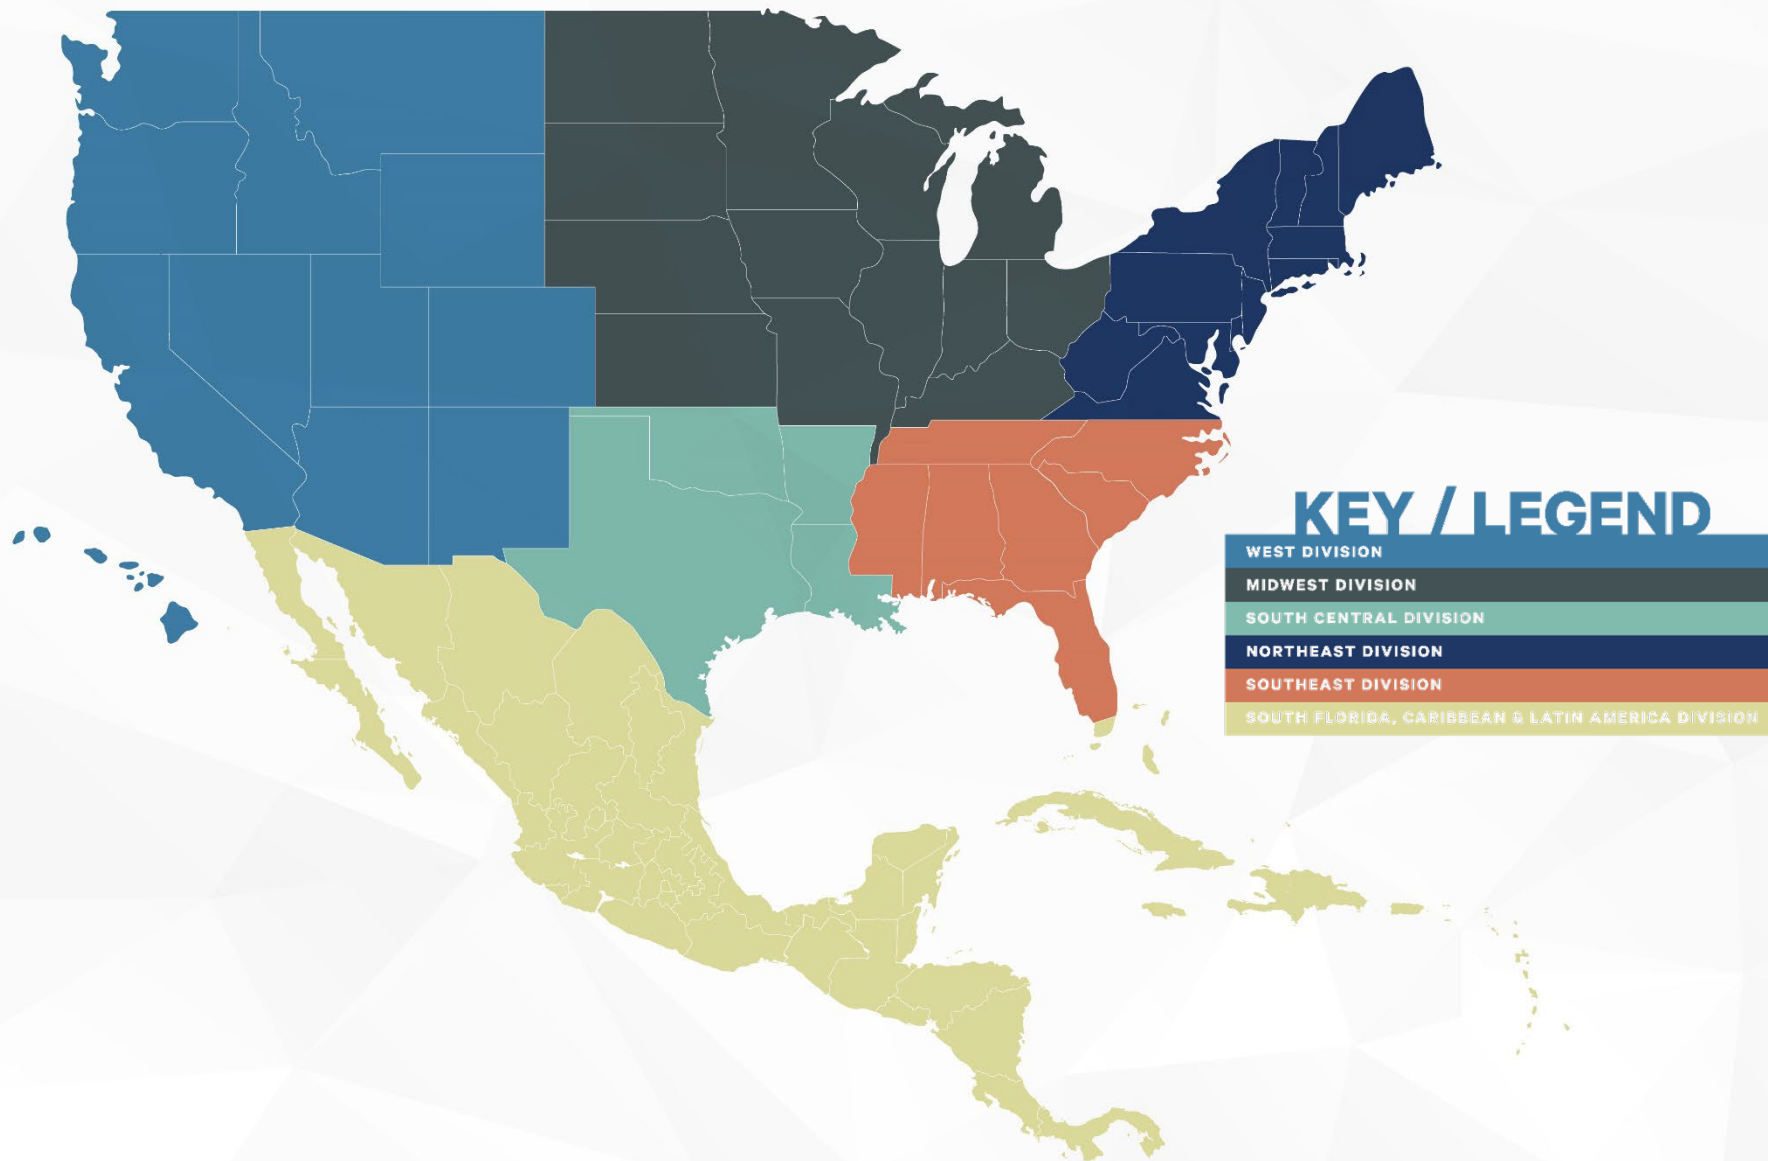 KEY / LEGEND
WEST DIVISION
MIDWEST DIVISION
SOUTH CENTRAL DIVISION
NORTHEAST DIVISION
SOUTHEAST DIVISION
SOUTH FLORIDA, CARIBBEAN & LATIN AMERICA DIVISION